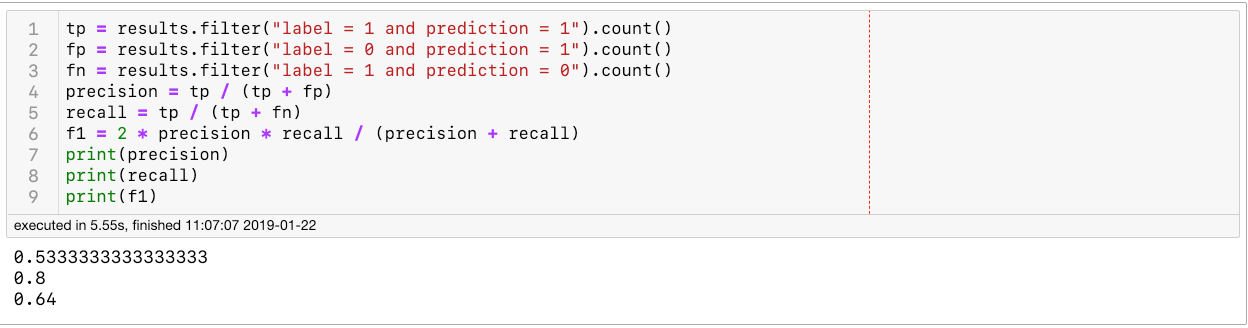 1 tp = results.filter("label = 1 and prediction = 1").count()
2 fp = results.filter("label = 0 and prediction = 1").count()
3 fn = results.filter("label = 1 and prediction = 0").count()
4 precision = tp / (tp + fp)
5 recall = tp / (tp + fn)
6 f1 = 2 * precision * recall / (precision + recall)
7 print(precision)
8 print(recall)
9 print(f1)
executed in 5.55s, finished 11:07:07 2019-01-22
0.5333333333333333
0.8
0.64